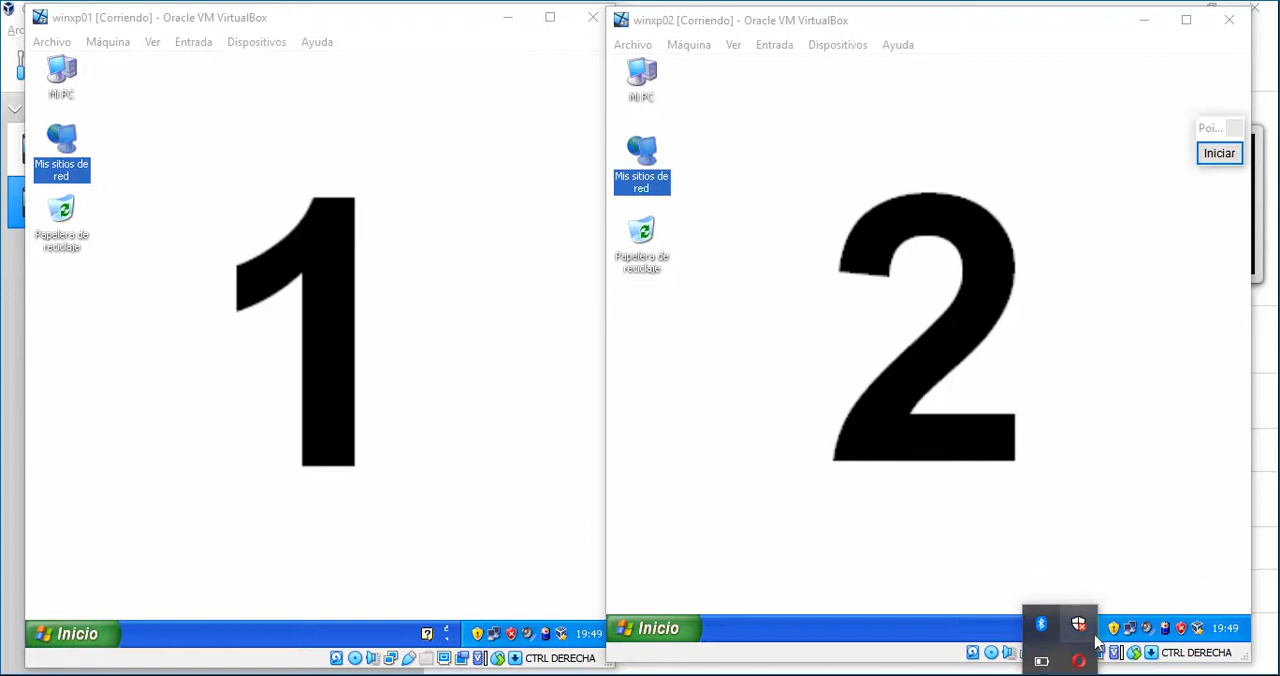 winxp01 [Corriendo] - Oracle VM VirtualBox
Archivo Máquina Ver Entrada Dispositivos Ayuda
Mi PC
Mis sitios de
red
Papelera de
reciclaje
1
Inicio
19:49
CTRL DERECHA
winxp02 [Corriendo] - Oracle VM VirtualBox
Archivo Máquina Ver Entrada Dispositivos Ayuda
Mi PC
Poi...
Iniciar
Mis sitios de
red
Papelera de
reciclaje
2
Inicio
19:49
CTRL DERECHA